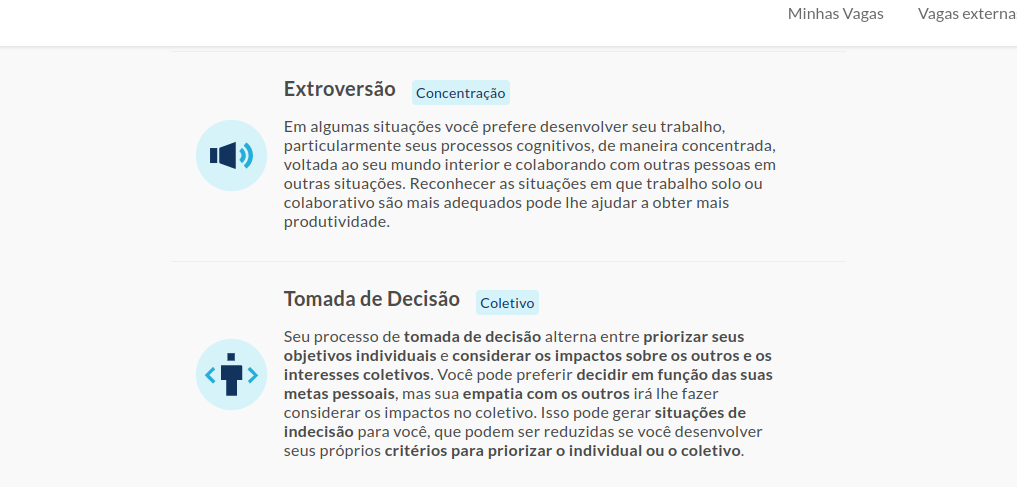 Minhas Vagas Vagas externas
Extroversão Concentração
Em algumas situações você prefere desenvolver seu trabalho,
particularmente seus processos cognitivos, de maneira concentrada,
voltada ao seu mundo interior e colaborando com outras pessoas em
outras situações. Reconhecer as situações em que trabalho solo ou
colaborativo são mais adequados pode lhe ajudar a obter mais
produtividade.
Tomada de Decisão Coletivo
Seu processo de tomada de decisão alterna entre priorizar seus
objetivos individuais e considerar os impactos sobre os outros e os
interesses coletivos. Você pode preferir decidir em função das suas
metas pessoais, mas sua empatia com os outros irá lhe fazer
considerar os impactos no coletivo. Isso pode gerar situações de
indecisão para você, que podem ser reduzidas se você desenvolver
seus próprios critérios para priorizar o individual ou o coletivo.